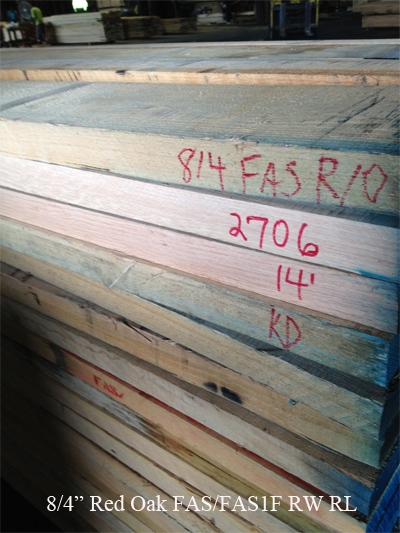 8/4 FAS R/O
2706
14'
KD
8/4” Red Oak FAS/FAS1F RW RL